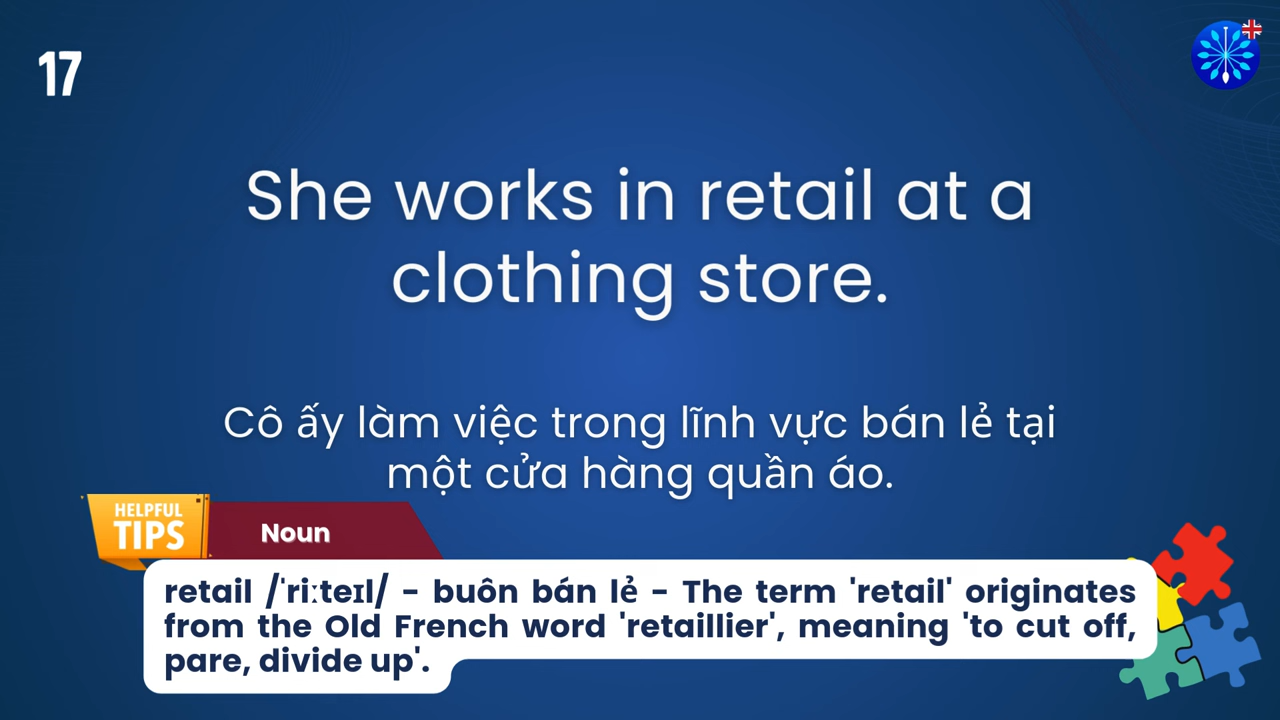 17
She works in retail at a
clothing store.
Cô ấy làm việc trong lĩnh vực bán lẻ tại
một cửa hàng quần áo.
HELPFUL
TIPS
Noun
retail /ˈriːteɪl/ - buôn bán lẻ - The term 'retail' originates
from the Old French word 'retaillier', meaning 'to cut off,
pare, divide up'.